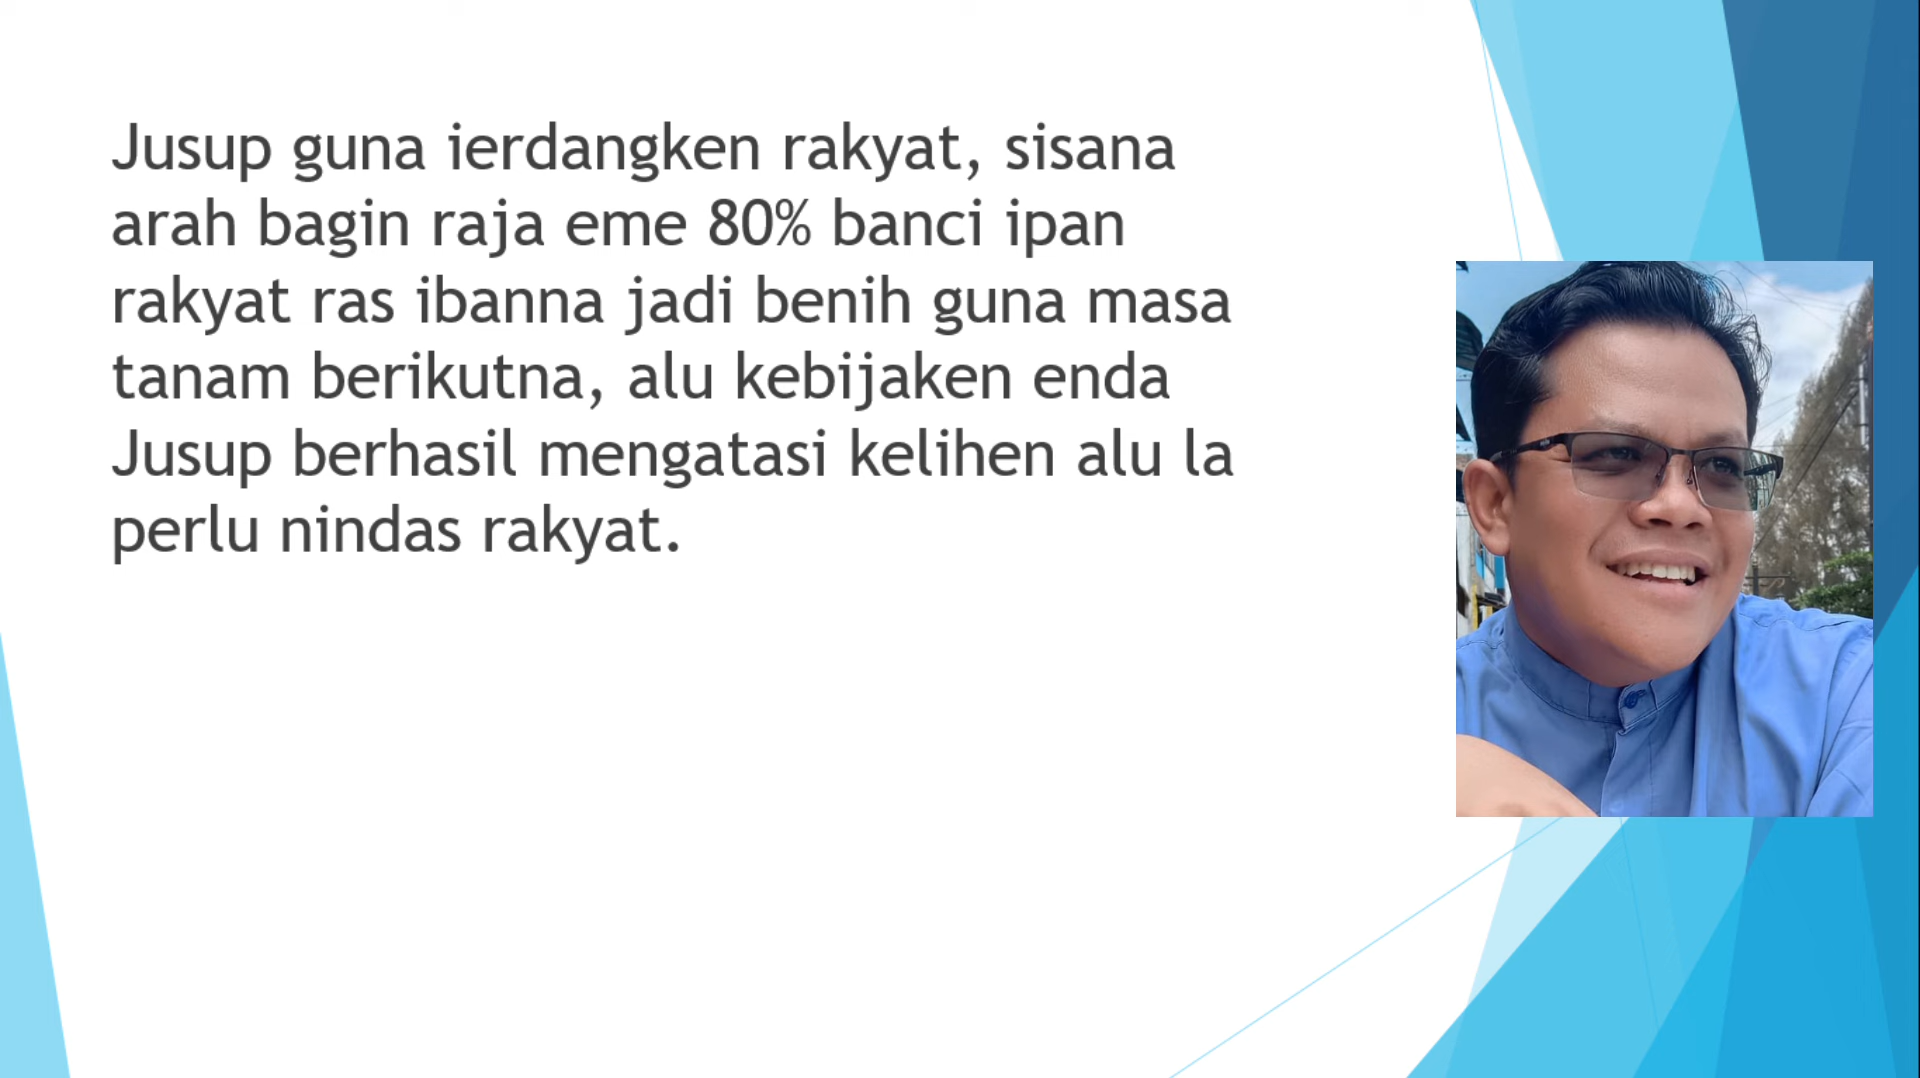 Jusup guna ierdangken rakyat, sisana
arah bagin raja eme 80% banci ipan
rakyat ras ibanna jadi benih guna masa
tanam berikutna, alu kebijaken enda
Jusup berhasil mengatasi kelihen alu la
perlu nindas rakyat.